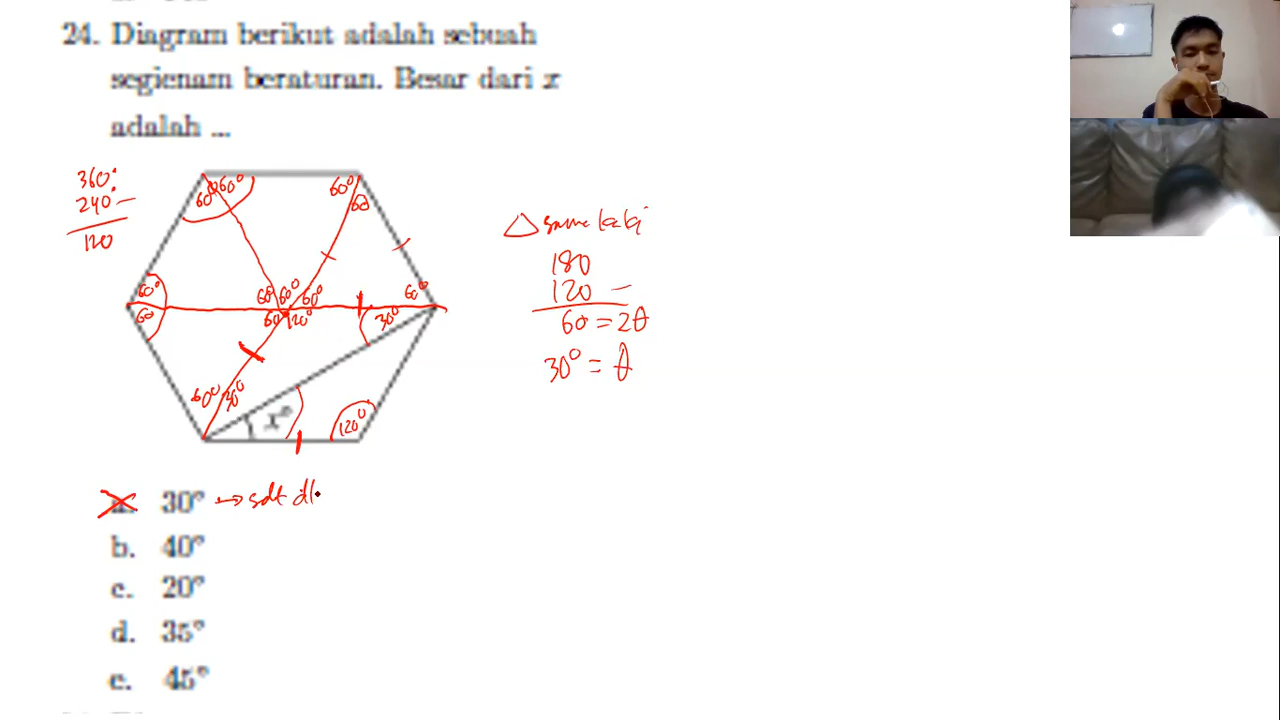 24. Diagram berikut adalah sebuah
segienam beraturan. Besar dari x
adalah ...
360°
240° -
120
60° 60°
60°
60
60°
60
60° 60° 60°
60 120°
60°
30°
60° 30°
x°
120°
△ sama kaki
180
120 -
60 = 2θ
30° = θ
a. 30° → sdt dl
b. 40°
c. 20°
d. 35°
e. 45°